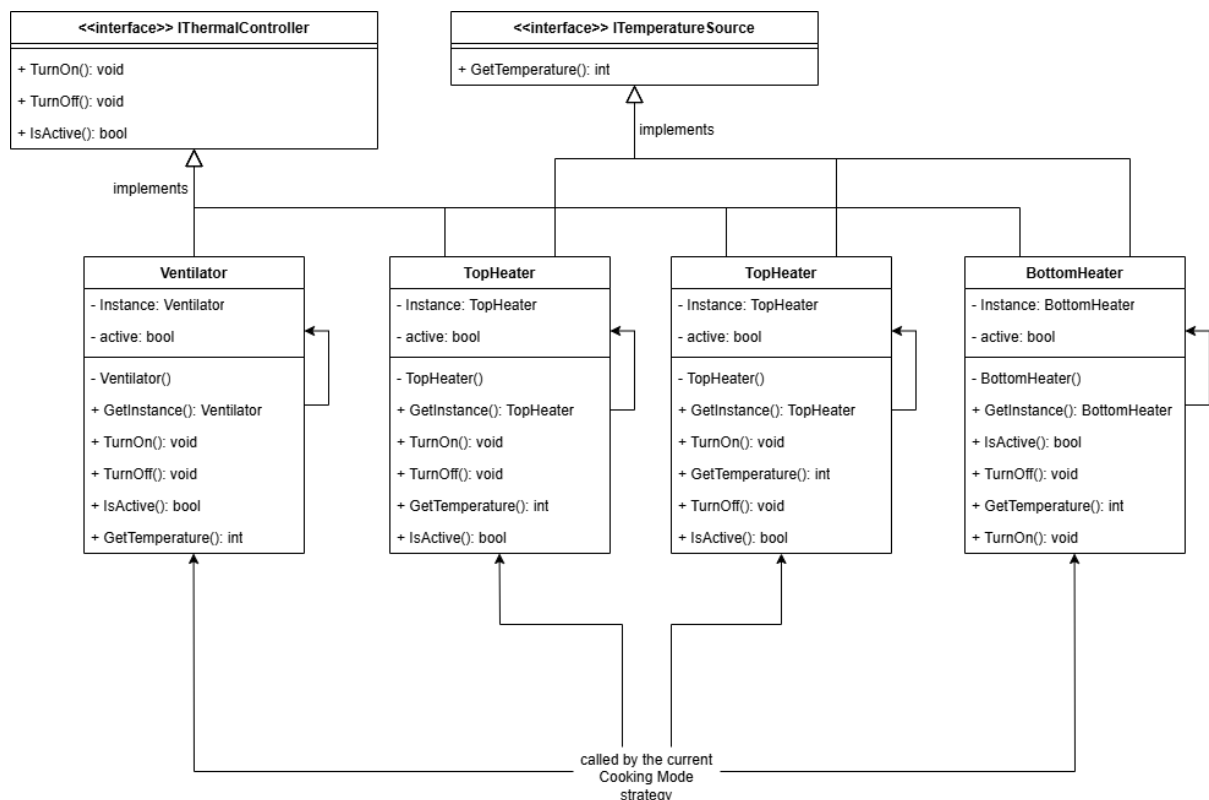 <<interface>> IThermalController
+ TurnOn(): void
+ TurnOff(): void
+ IsActive(): bool
<<interface>> ITemperatureSource
+ GetTemperature(): int
implements
implements
Ventilator
- Instance: Ventilator
- active: bool
- Ventilator()
+ GetInstance(): Ventilator
+ TurnOn(): void
+ TurnOff(): void
+ IsActive(): bool
+ GetTemperature(): int
TopHeater
- Instance: TopHeater
- active: bool
- TopHeater()
+ GetInstance(): TopHeater
+ TurnOn(): void
+ TurnOff(): void
+ GetTemperature(): int
+ IsActive(): bool
TopHeater
- Instance: TopHeater
- active: bool
- TopHeater()
+ GetInstance(): TopHeater
+ TurnOn(): void
+ GetTemperature(): int
+ TurnOff(): void
+ IsActive(): bool
BottomHeater
- Instance: BottomHeater
- active: bool
- BottomHeater()
+ GetInstance(): BottomHeater
+ IsActive(): bool
+ TurnOff(): void
+ GetTemperature(): int
+ TurnOn(): void
called by the current
Cooking Mode
strategy